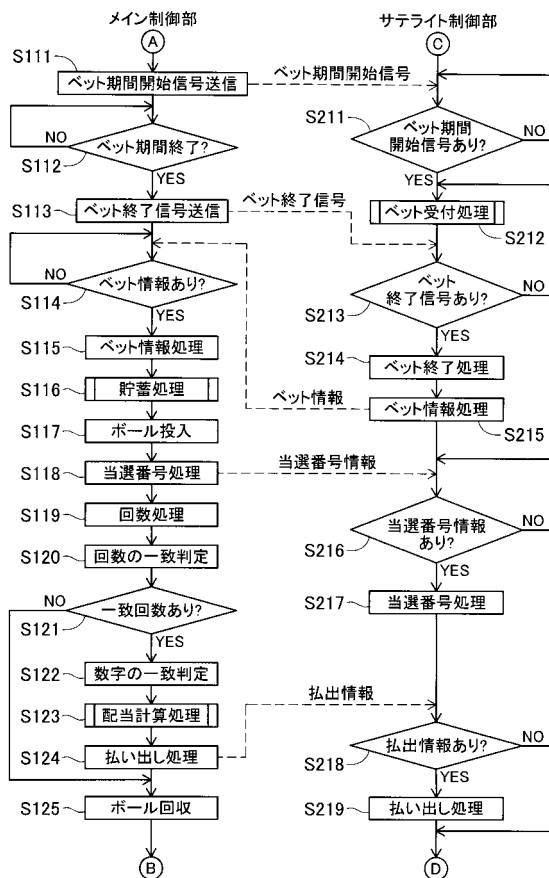 メイン制御部
A
S111
ベット期間開始信号送信
ベット期間開始信号
NO
ベット期間終了?
S112
YES
S113
ベット終了信号送信
ベット終了信号
NO
ベット情報あり?
S114
YES
S115
ベット情報処理
S116
貯蓄処理
ベット情報
S117
ボール投入
S118
当選番号処理
当選番号情報
S119
回数処理
S120
回数の一致判定
NO
一致回数あり?
S121
YES
S122
数字の一致判定
S123
配当計算処理
払出情報
S124
払い出し処理
S125
ボール回収
B
サテライト制御部
C
S211
ベット期間
開始信号あり?
NO
YES
ベット受付処理
S212
ベット
終了信号あり?
NO
S213
YES
S214
ベット終了処理
ベット情報処理
S215
当選番号情報
あり?
NO
S216
YES
S217
当選番号処理
払出情報あり?
NO
S218
YES
S219
払い出し処理
D